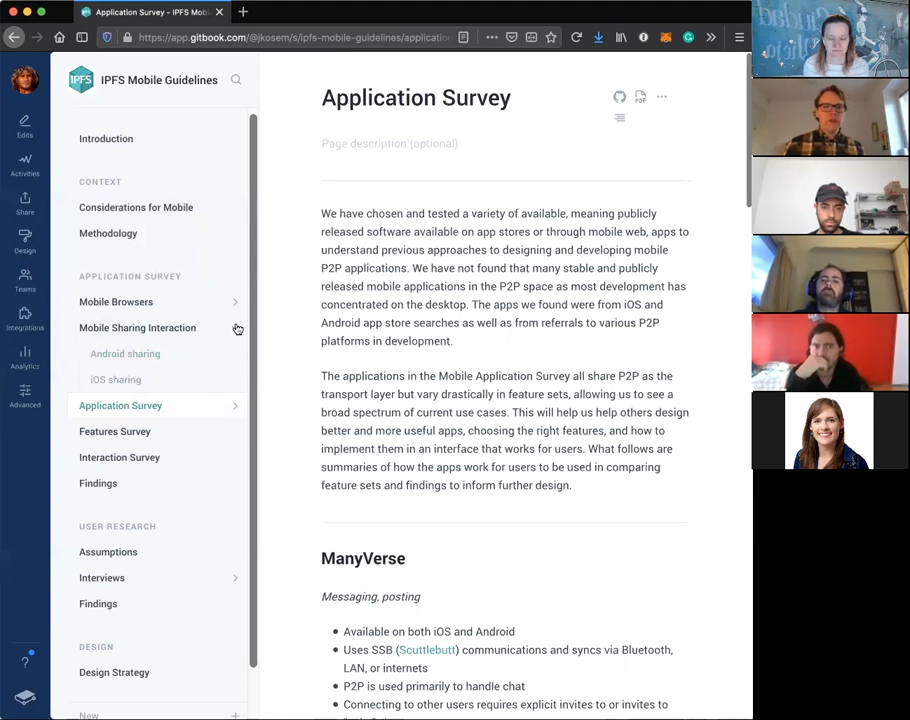 Application Survey - IPFS Mob
https://app.gitbook.com/@jkosem/s/ipfs-mobile-guidelines/applicatio
IPFS
IPFS Mobile Guidelines
Edits
Activities
Share
Design
Teams
Integrations
Analytics
Advanced
Introduction
CONTEXT
Considerations for Mobile
Methodology
APPLICATION SURVEY
Mobile Browsers
Mobile Sharing Interaction
Android sharing
iOS sharing
Application Survey
Features Survey
Interaction Survey
Findings
USER RESEARCH
Assumptions
Interviews
Findings
DESIGN
Design Strategy
New
Application Survey
PDF
Page description (optional)
We have chosen and tested a variety of available, meaning publicly
released software available on app stores or through mobile web, apps to
understand previous approaches to designing and developing mobile
P2P applications. We have not found that many stable and publicly
released mobile applications in the P2P space as most development has
concentrated on the desktop. The apps we found were from iOS and
Android app store searches as well as from referrals to various P2P
platforms in development.
The applications in the Mobile Application Survey all share P2P as the
transport layer but vary drastically in feature sets, allowing us to see a
broad spectrum of current use cases. This will help us help others design
better and more useful apps, choosing the right features, and how to
implement them in an interface that works for users. What follows are
summaries of how the apps work for users to be used in comparing
feature sets and findings to inform further design.
ManyVerse
Messaging, posting
Available on both iOS and Android
Uses SSB (Scuttlebutt) communications and syncs via Bluetooth,
LAN, or internets
P2P is used primarily to handle chat
Connecting to other users requires explicit invites to or invites to